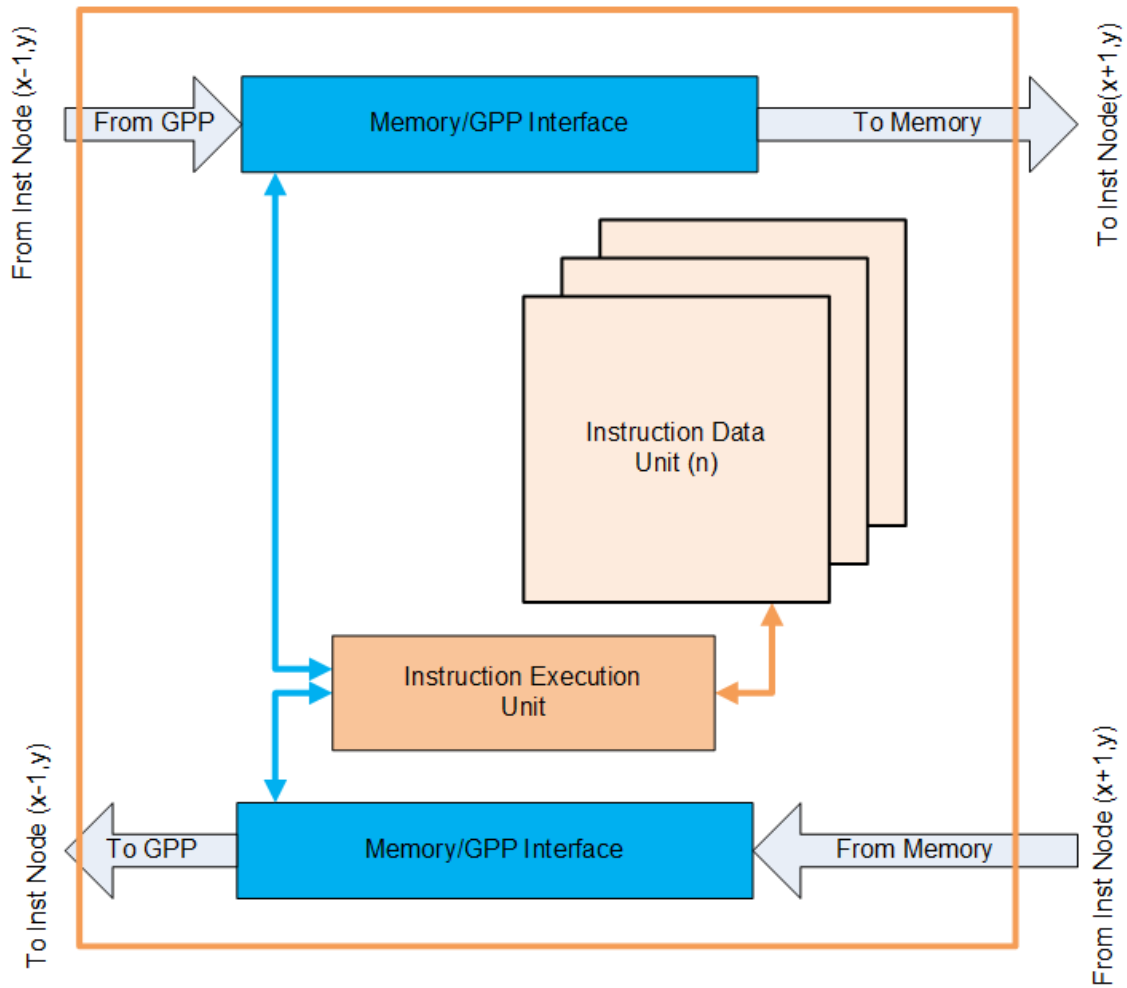 From Inst Node (x-1,y)
From GPP
Memory/GPP Interface
To Memory
To Inst Node(x+1,y)
Instruction Data
Unit (n)
Instruction Execution
Unit
To Inst Node (x-1,y)
To GPP
Memory/GPP Interface
From Memory
From Inst Node (x+1,y)